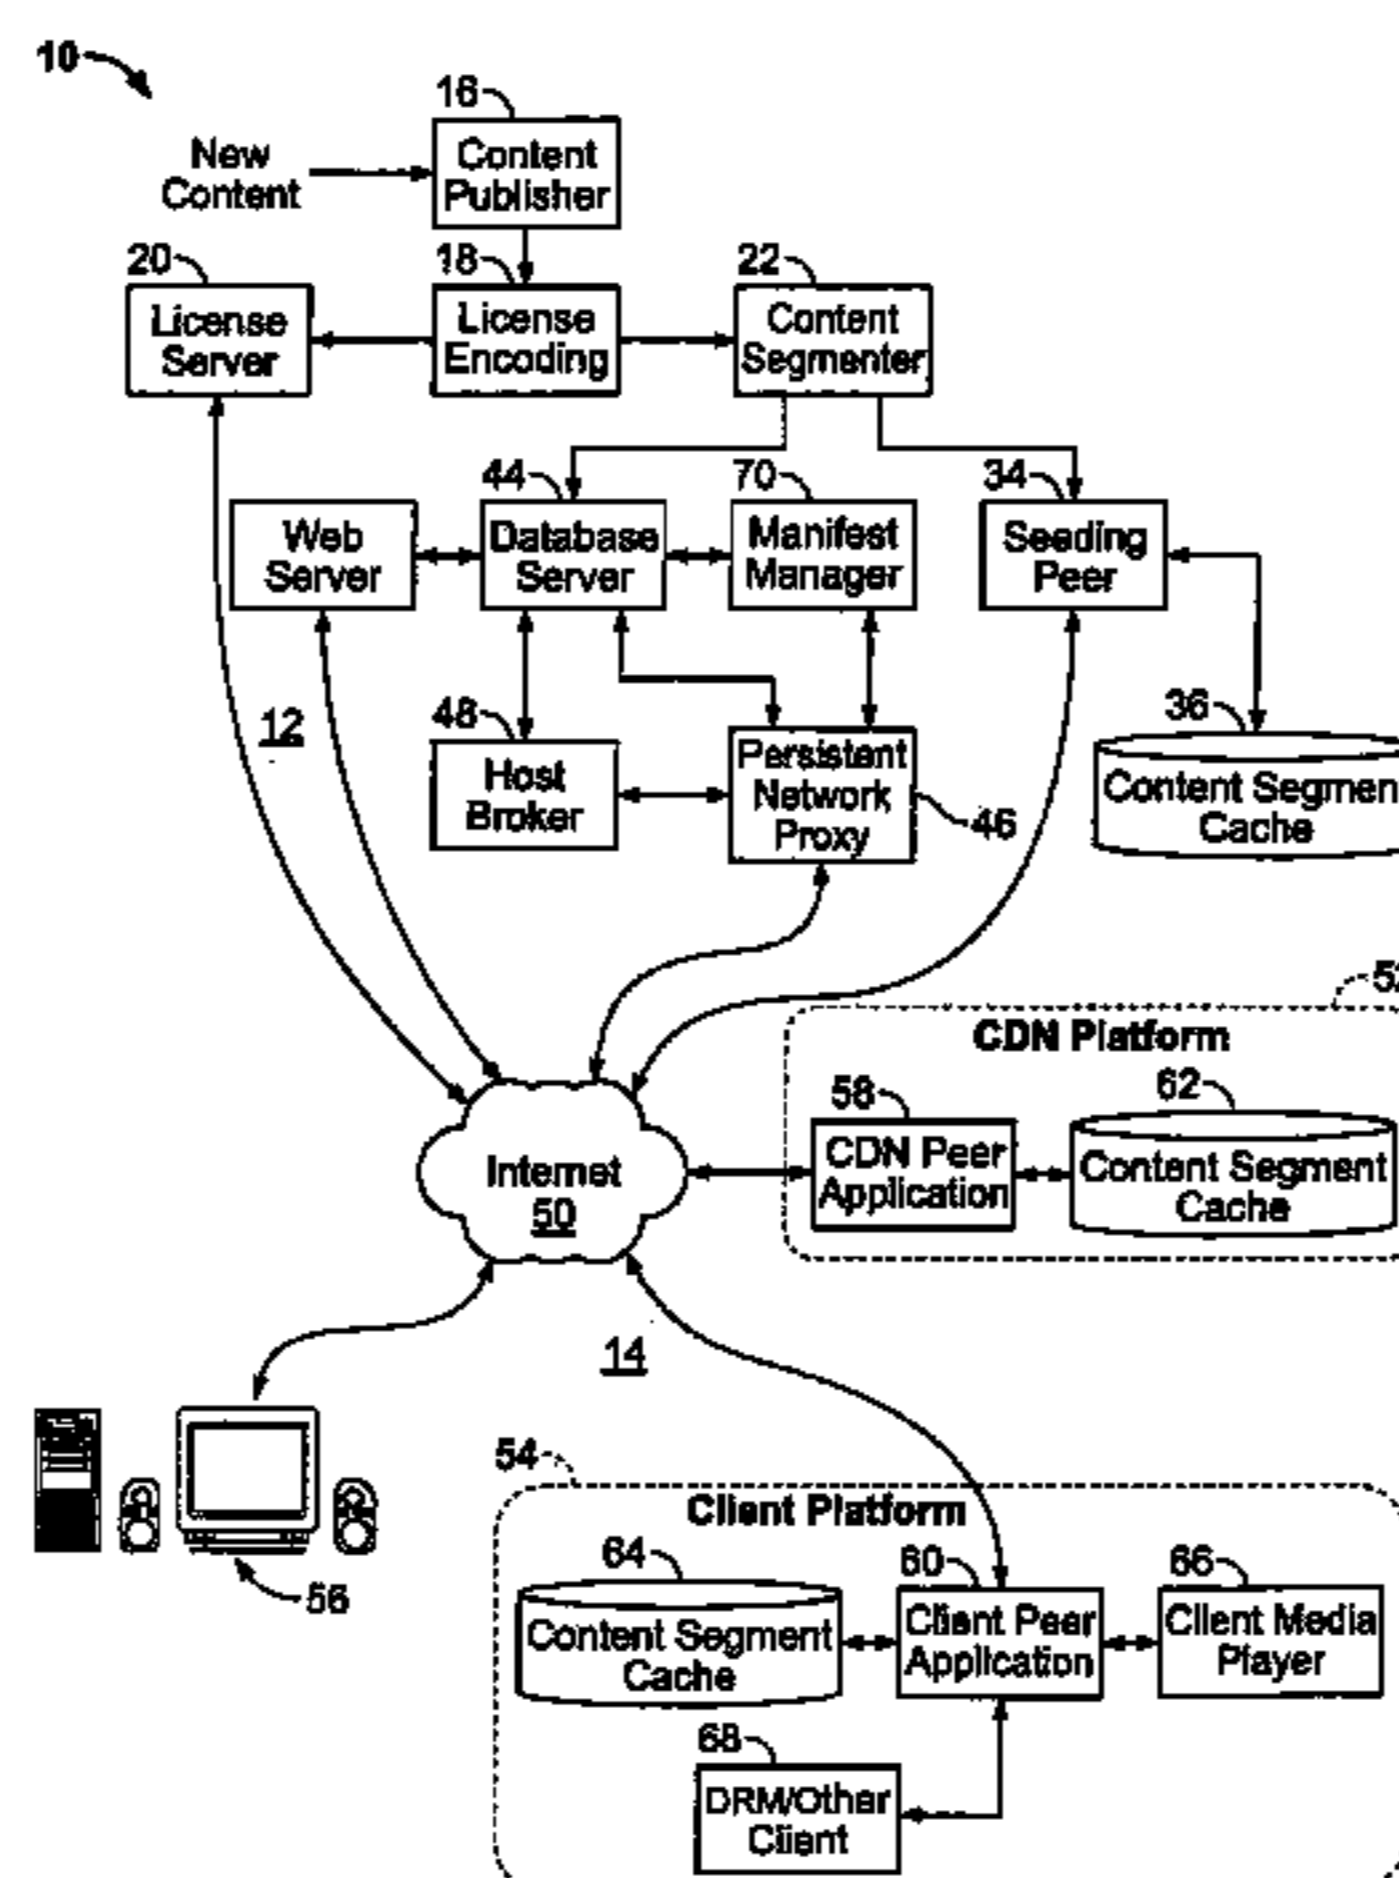 10
16
New
Content
Content
Publisher
20
18
22
License
Server
License
Encoding
Content
Segmenter
44
70
34
Web
Server
Database
Server
Manifest
Manager
Seeding
Peer
12
48
36
Host
Broker
Persistent
Network
Proxy
46
Content Segmen
Cache
52
CDN Platform
58
62
CDN Peer
Application
Content Segment
Cache
Internet
50
14
54
Client Platform
56
64
60
66
Content Segment
Cache
Client Peer
Application
Client Media
Player
68
DRM/Other
Client